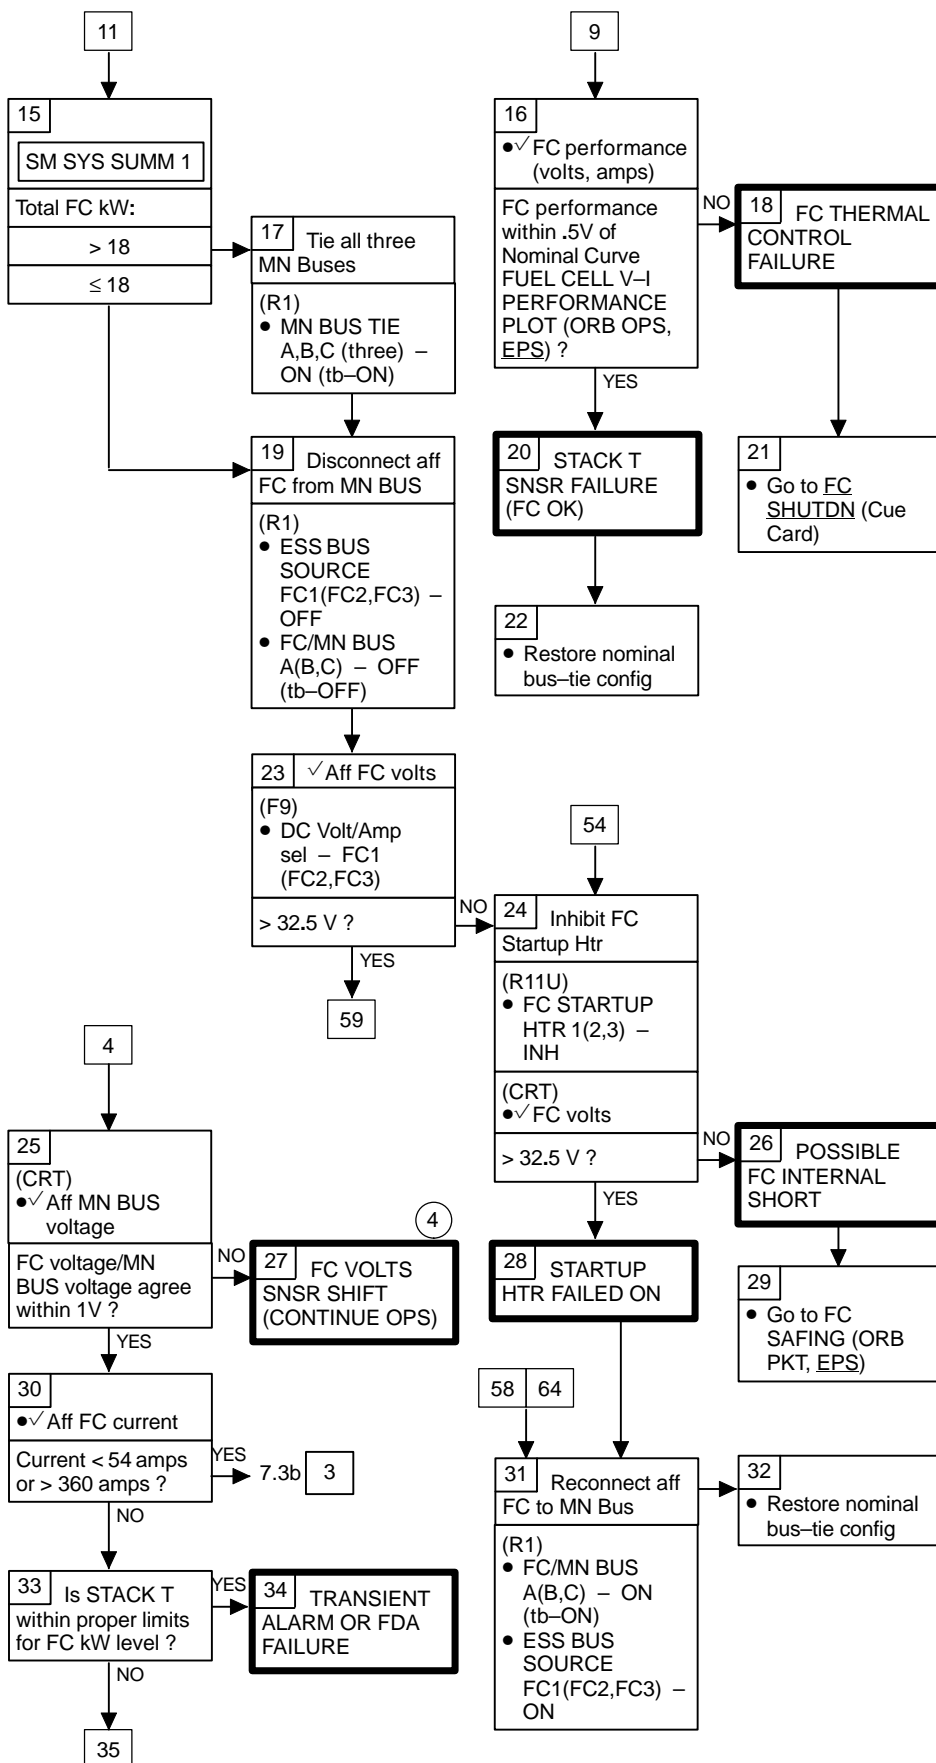 11
15
SM SYS SUMM 1
Total FC kW:
> 18
≤ 18
17 Tie all three
MN Buses
(R1)
● MN BUS TIE
A,B,C (three) –
ON (tb–ON)
19 Disconnect aff
FC from MN BUS
(R1)
● ESS BUS
SOURCE
FC1(FC2,FC3) –
OFF
● FC/MN BUS
A(B,C) – OFF
(tb–OFF)
23 √Aff FC volts
(F9)
● DC Volt/Amp
sel – FC1
(FC2,FC3)
> 32.5 V ?
NO
YES
59
9
16
●√FC performance
(volts, amps)
FC performance
within .5V of
Nominal Curve
FUEL CELL V–I
PERFORMANCE
PLOT (ORB OPS,
EPS) ?
NO
YES
18 FC THERMAL
CONTROL
FAILURE
21
● Go to FC
SHUTDN (Cue
Card)
20 STACK T
SNSR FAILURE
(FC OK)
22
● Restore nominal
bus–tie config
54
24 Inhibit FC
Startup Htr
(R11U)
● FC STARTUP
HTR 1(2,3) –
INH
(CRT)
●√FC volts
> 32.5 V ?
NO
YES
26 POSSIBLE
FC INTERNAL
SHORT
29
● Go to FC
SAFING (ORB
PKT, EPS)
28 STARTUP
HTR FAILED ON
58 64
31 Reconnect aff
FC to MN Bus
(R1)
● FC/MN BUS
A(B,C) – ON
(tb–ON)
● ESS BUS
SOURCE
FC1(FC2,FC3) –
ON
32
● Restore nominal
bus–tie config
4
25
(CRT)
●√Aff MN BUS
voltage
FC voltage/MN
BUS voltage agree
within 1V ?
NO
YES
4
27 FC VOLTS
SNSR SHIFT
(CONTINUE OPS)
30
●√Aff FC current
Current < 54 amps
or > 360 amps ?
YES
7.3b 3
NO
33 Is STACK T
within proper limits
for FC kW level ?
YES
34 TRANSIENT
ALARM OR FDA
FAILURE
NO
35